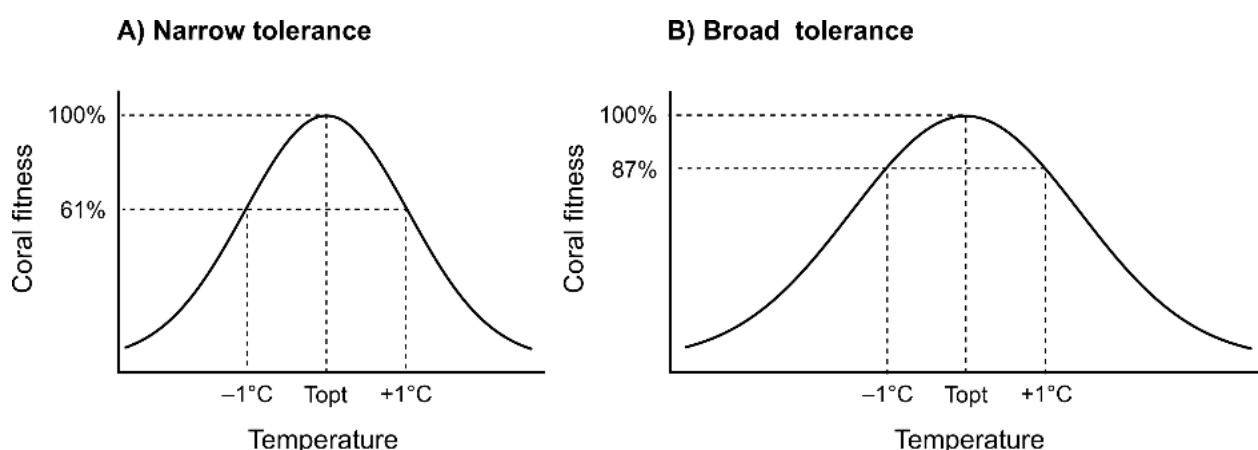 A) Narrow tolerance
100%
61%
Coral fitness
–1°C Topt +1°C
Temperature
B) Broad tolerance
100%
87%
Coral fitness
–1°C Topt +1°C
Temperature